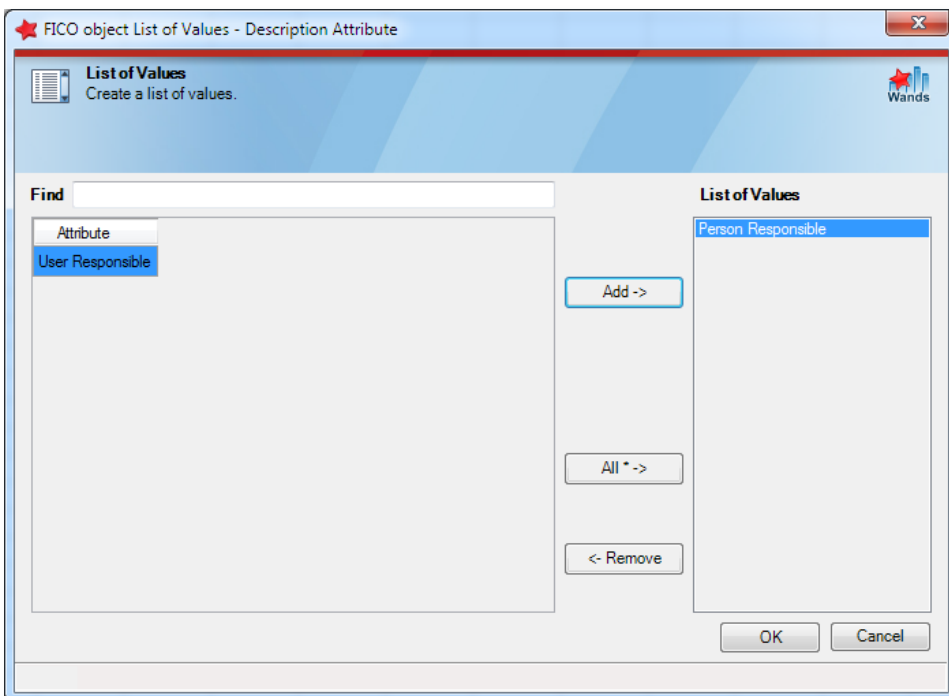 FICO object List of Values - Description Attribute
List of Values
Create a list of values.
Wands
Find
List of Values
Attribute
Person Responsible
User Responsible
Add ->
All * ->
<- Remove
OK
Cancel